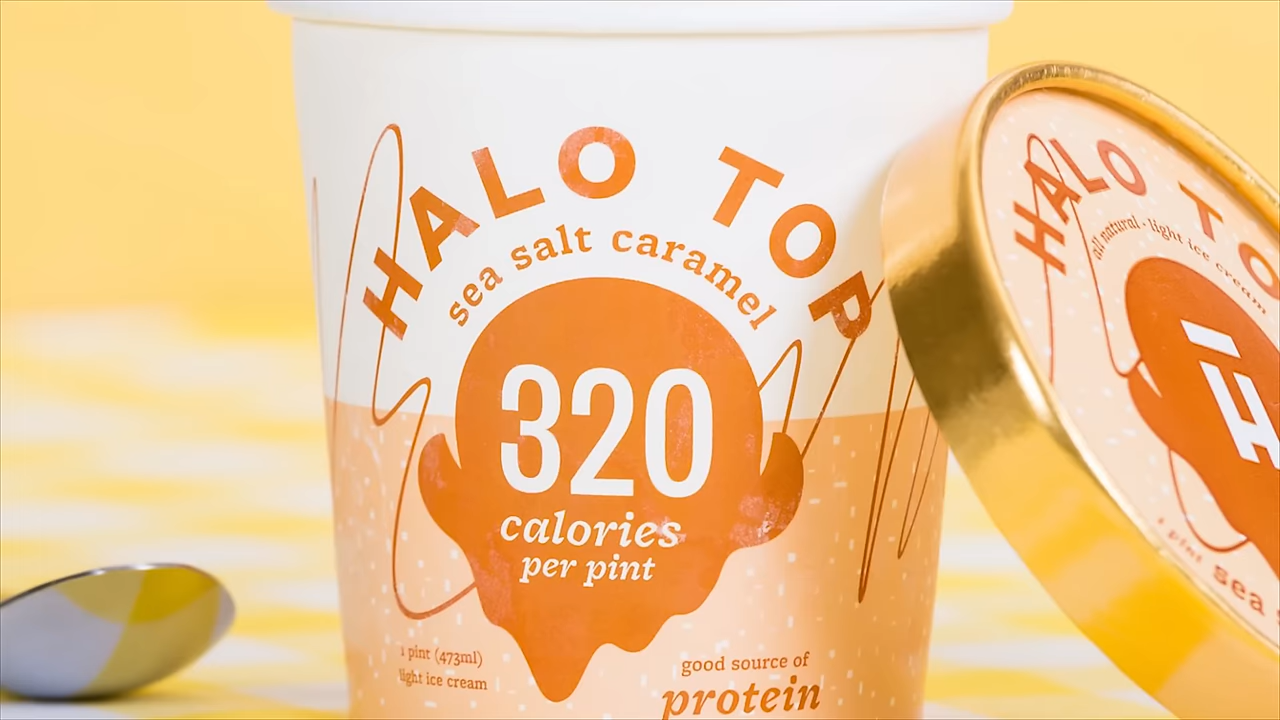 HALO TOP
sea salt caramel
320
calories
per pint
1 pint (473ml)
light ice cream
good source of
protein
HALO TO
all natural · light ice cream
H
1 pint
sea